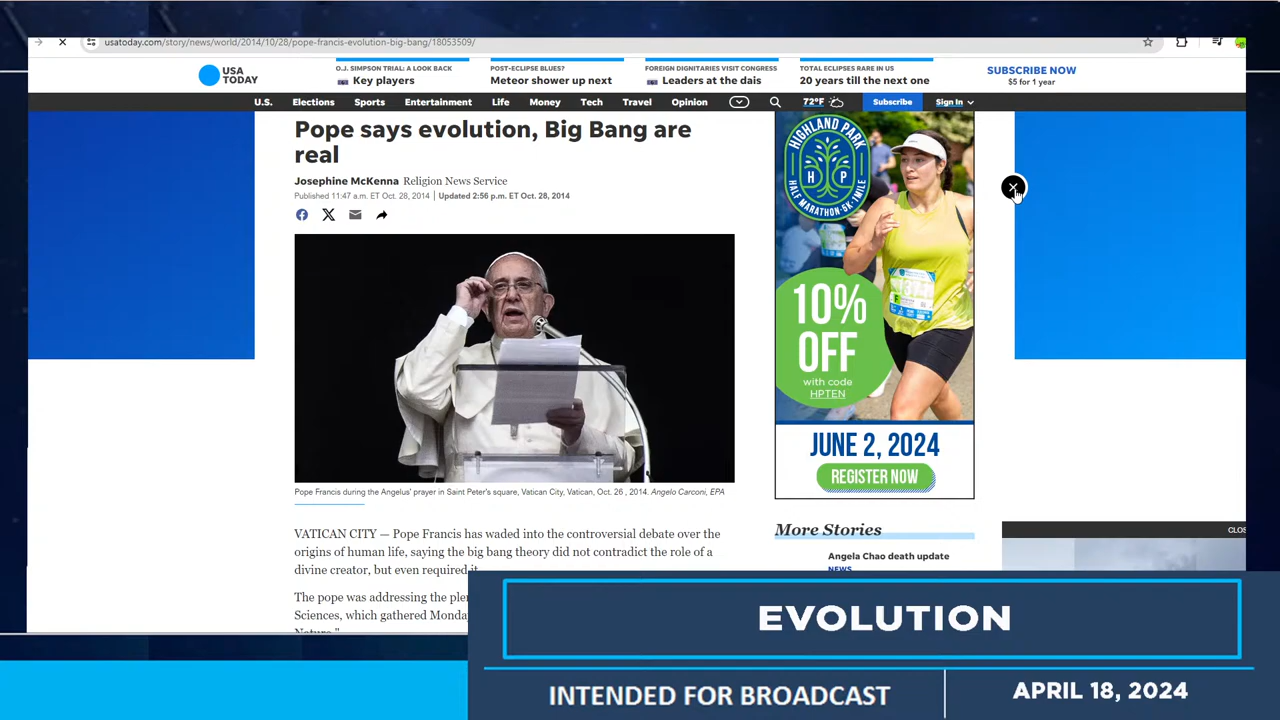 usatoday.com/story/news/world/2014/10/28/pope-francis-evolution-big-bang/18053509/
USA
TODAY
O.J. SIMPSON TRIAL: A LOOK BACK
Key players
POST-ECLIPSE BLUES?
Meteor shower up next
FOREIGN DIGNITARIES VISIT CONGRESS
Leaders at the dais
TOTAL ECLIPSES RARE IN US
20 years till the next one
SUBSCRIBE NOW
$5 for 1 year
U.S. Elections Sports Entertainment Life Money Tech Travel Opinion 72°F Subscribe Sign In
Pope says evolution, Big Bang are
real
Josephine McKenna Religion News Service
Published 11:47 a.m. ET Oct. 28, 2014 | Updated 2:56 p.m. ET Oct. 28, 2014
Pope Francis during the Angelus' prayer in Saint Peter's square, Vatican City, Vatican, Oct. 26 , 2014. Angelo Carconi, EPA
VATICAN CITY — Pope Francis has waded into the controversial debate over the
origins of human life, saying the big bang theory did not contradict the role of a
divine creator, but even required it.
The pope was addressing the
Sciences, which gathered
HIGHLAND PARK
H P
HALF MARATHON • 5K • 1 MILE
10%
OFF
with code
HPTEN
JUNE 2, 2024
REGISTER NOW
More Stories
Angela Chao death update
NEWS
EVOLUTION
INTENDED FOR BROADCAST
APRIL 18, 2024